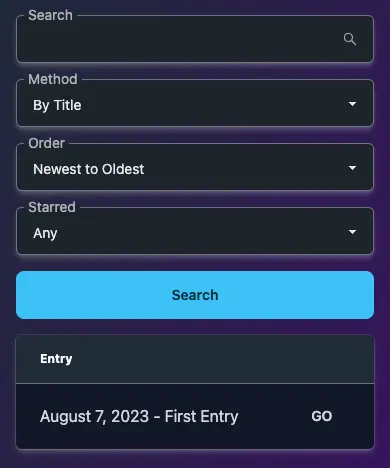 Search
Method
By Title
Order
Newest to Oldest
Starred
Any
Search
Entry
August 7, 2023 - First Entry GO